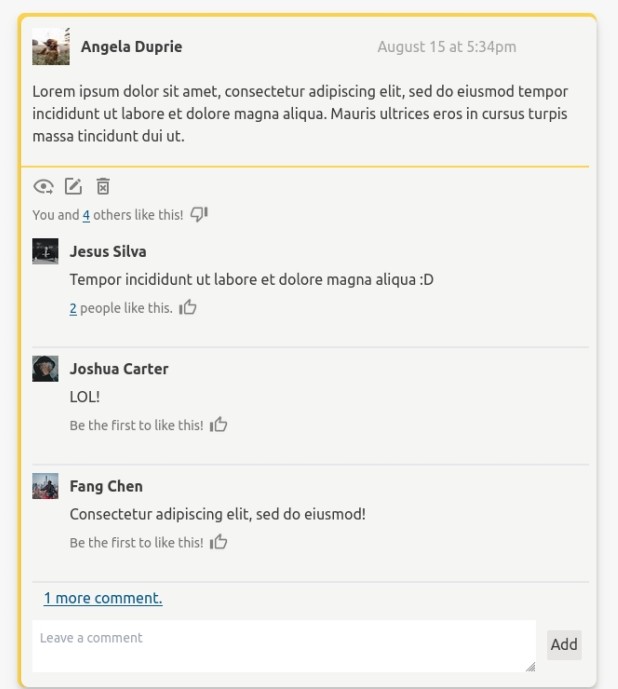 Angela Duprie
August 15 at 5:34pm
Lorem ipsum dolor sit amet, consectetur adipiscing elit, sed do eiusmod tempor
incididunt ut labore et dolore magna aliqua. Mauris ultrices eros in cursus turpis
massa tincidunt dui ut.
You and 4 others like this!
Jesus Silva
Tempor incididunt ut labore et dolore magna aliqua :D
2 people like this.
Joshua Carter
LOL!
Be the first to like this!
Fang Chen
Consectetur adipiscing elit, sed do eiusmod!
Be the first to like this!
1 more comment.
Leave a comment
Add